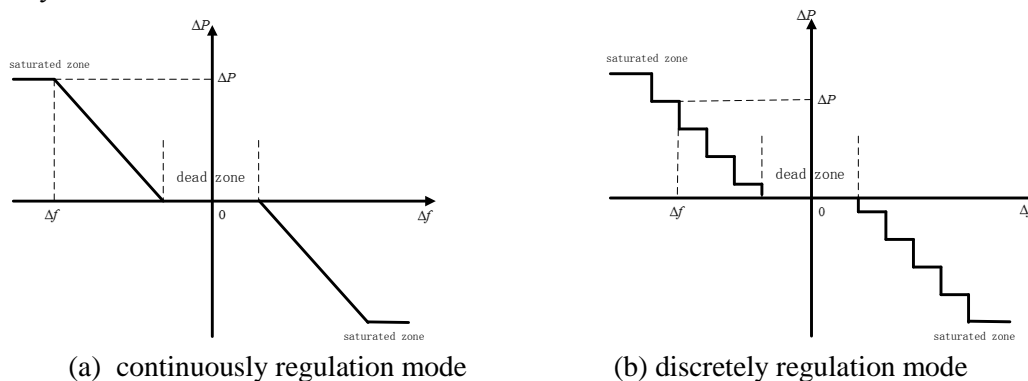 ΔP
saturated zone
ΔP
dead zone
Δf
0
Δf
saturated zone
(a) continuously regulation mode
ΔP
saturated zone
ΔP
dead zone
Δf
0
saturated zone
(b) discretely regulation mode